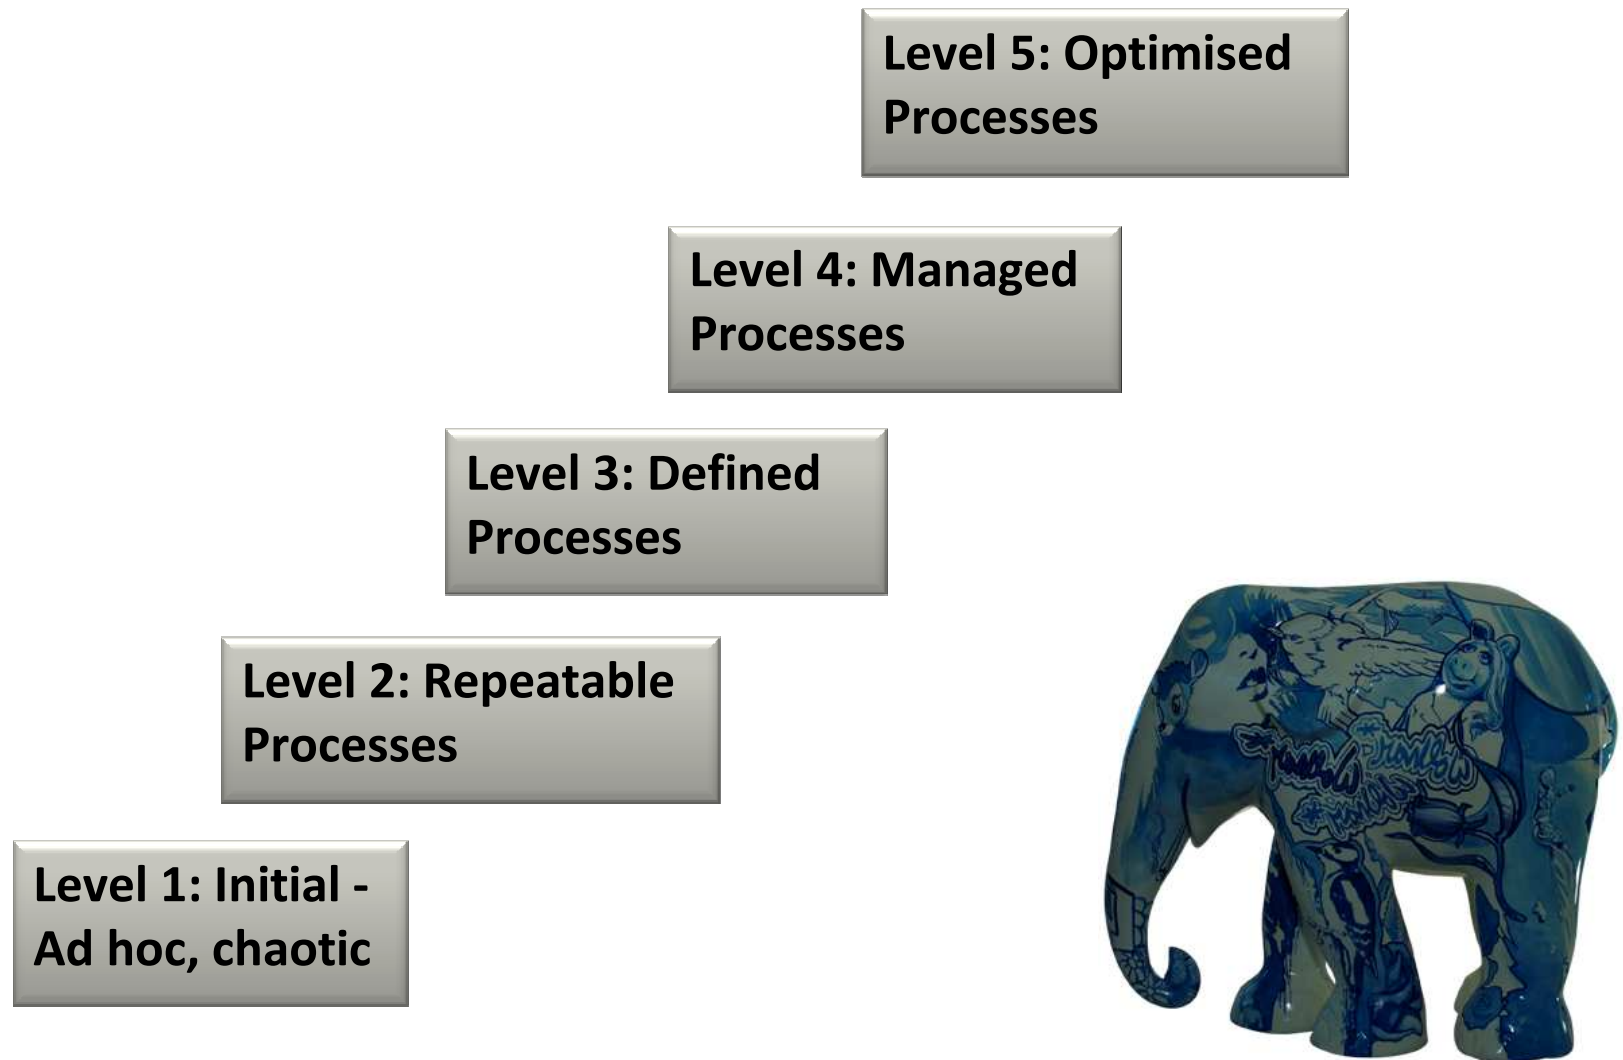 Level 5: Optimised
Processes
Level 4: Managed
Processes
Level 3: Defined
Processes
Level 2: Repeatable
Processes
Level 1: Initial -
Ad hoc, chaotic